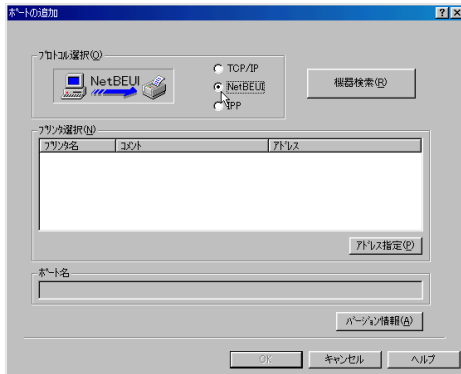 ﾎﾟｰﾄの追加
ﾌﾟﾛﾄｺﾙ選択(O)
NetBEUI
TCP/IP
NetBEUI
IPP
機器検索(R)
ﾌﾟﾘﾝﾀ選択(N)
ﾌﾟﾘﾝﾀ名 ｺﾒﾝﾄ ｱﾄﾞﾚｽ
ｱﾄﾞﾚｽ指定(P)
ﾎﾟｰﾄ名
ﾊﾞｰｼﾞｮﾝ情報(A)
OK キャンセル ヘルプ